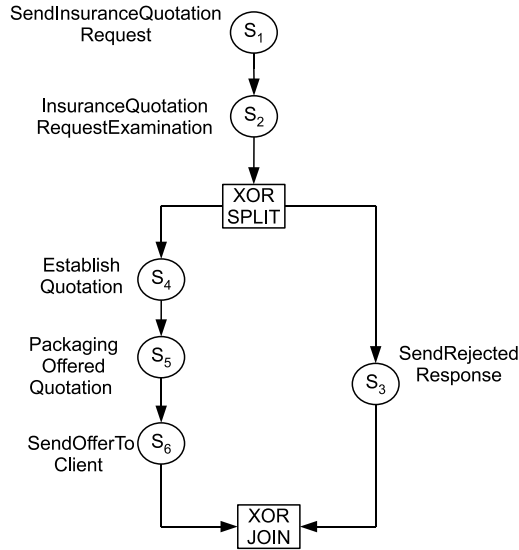 SendInsuranceQuotation
Request
S1
InsuranceQuotation
RequestExamination
S2
XOR
SPLIT
Establish
Quotation
S4
Packaging
Offered
Quotation
S5
SendRejected
Response
S3
SendOfferTo
Client
S6
XOR
JOIN